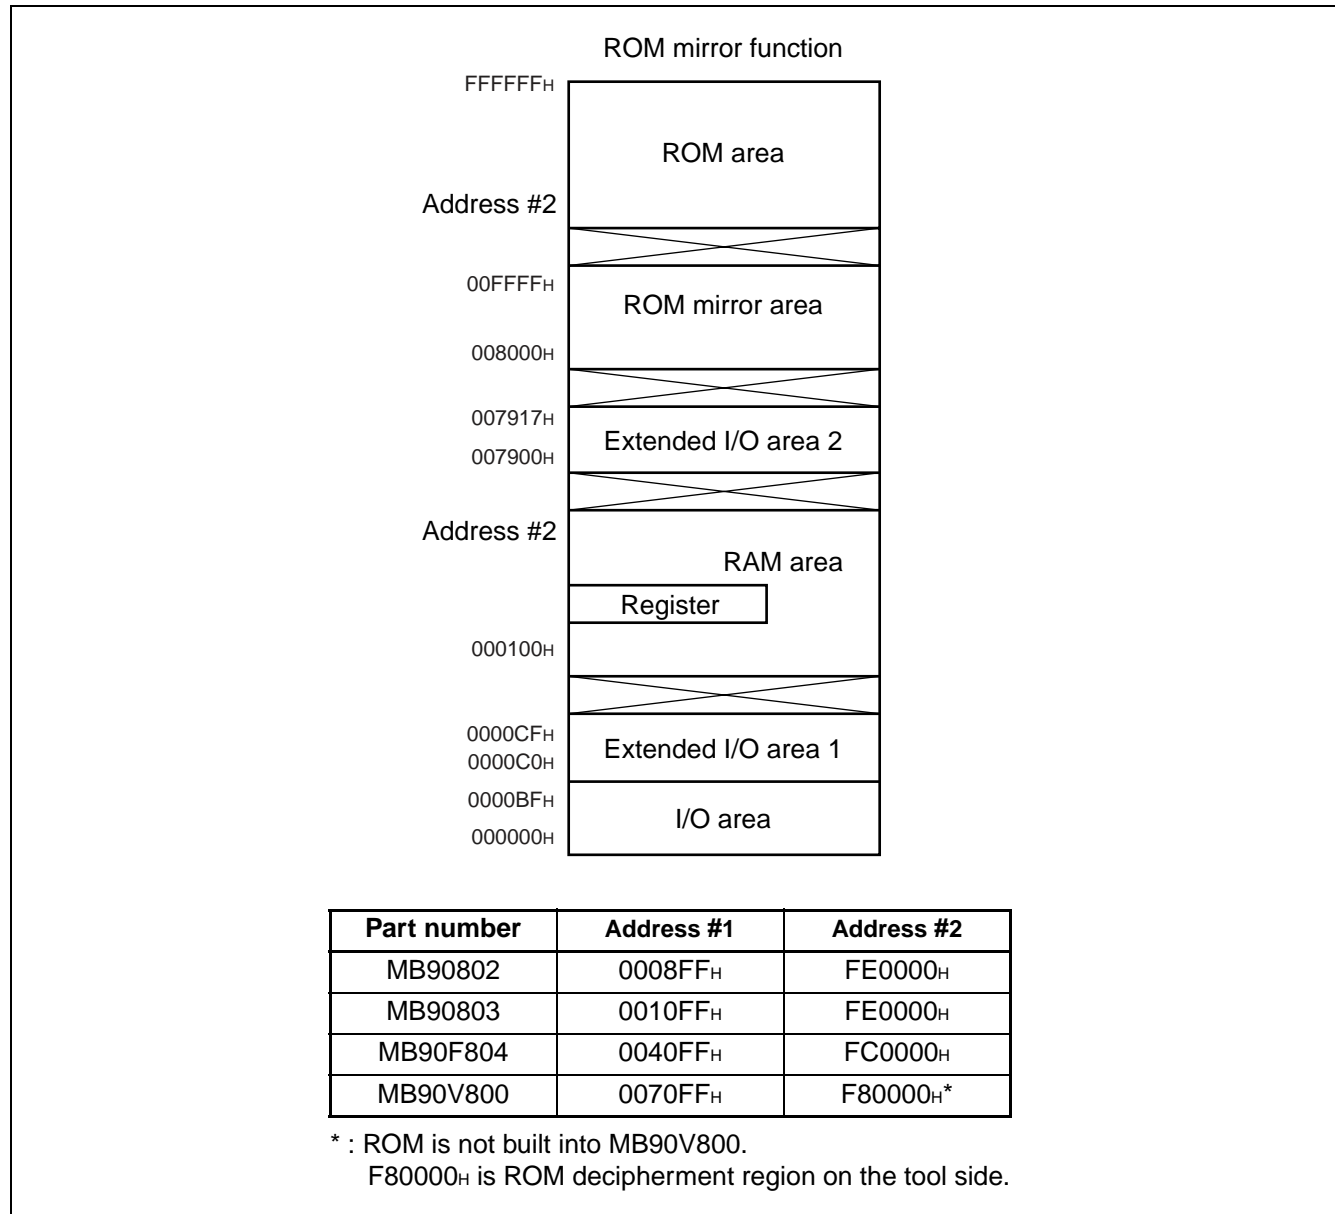 ROM mirror function
FFFFFFH
ROM area
Address #2
00FFFFH
ROM mirror area
008000H
007917H
Extended I/O area 2
007900H
Address #2
RAM area
Register
000100H
0000CFH
Extended I/O area 1
0000C0H
0000BFH
I/O area
000000H
Part number Address #1 Address #2
MB90802 0008FFH FE0000H
MB90803 0010FFH FE0000H
MB90F804 0040FFH FC0000H
MB90V800 0070FFH F80000H*
* : ROM is not built into MB90V800.
F80000H is ROM decipherment region on the tool side.